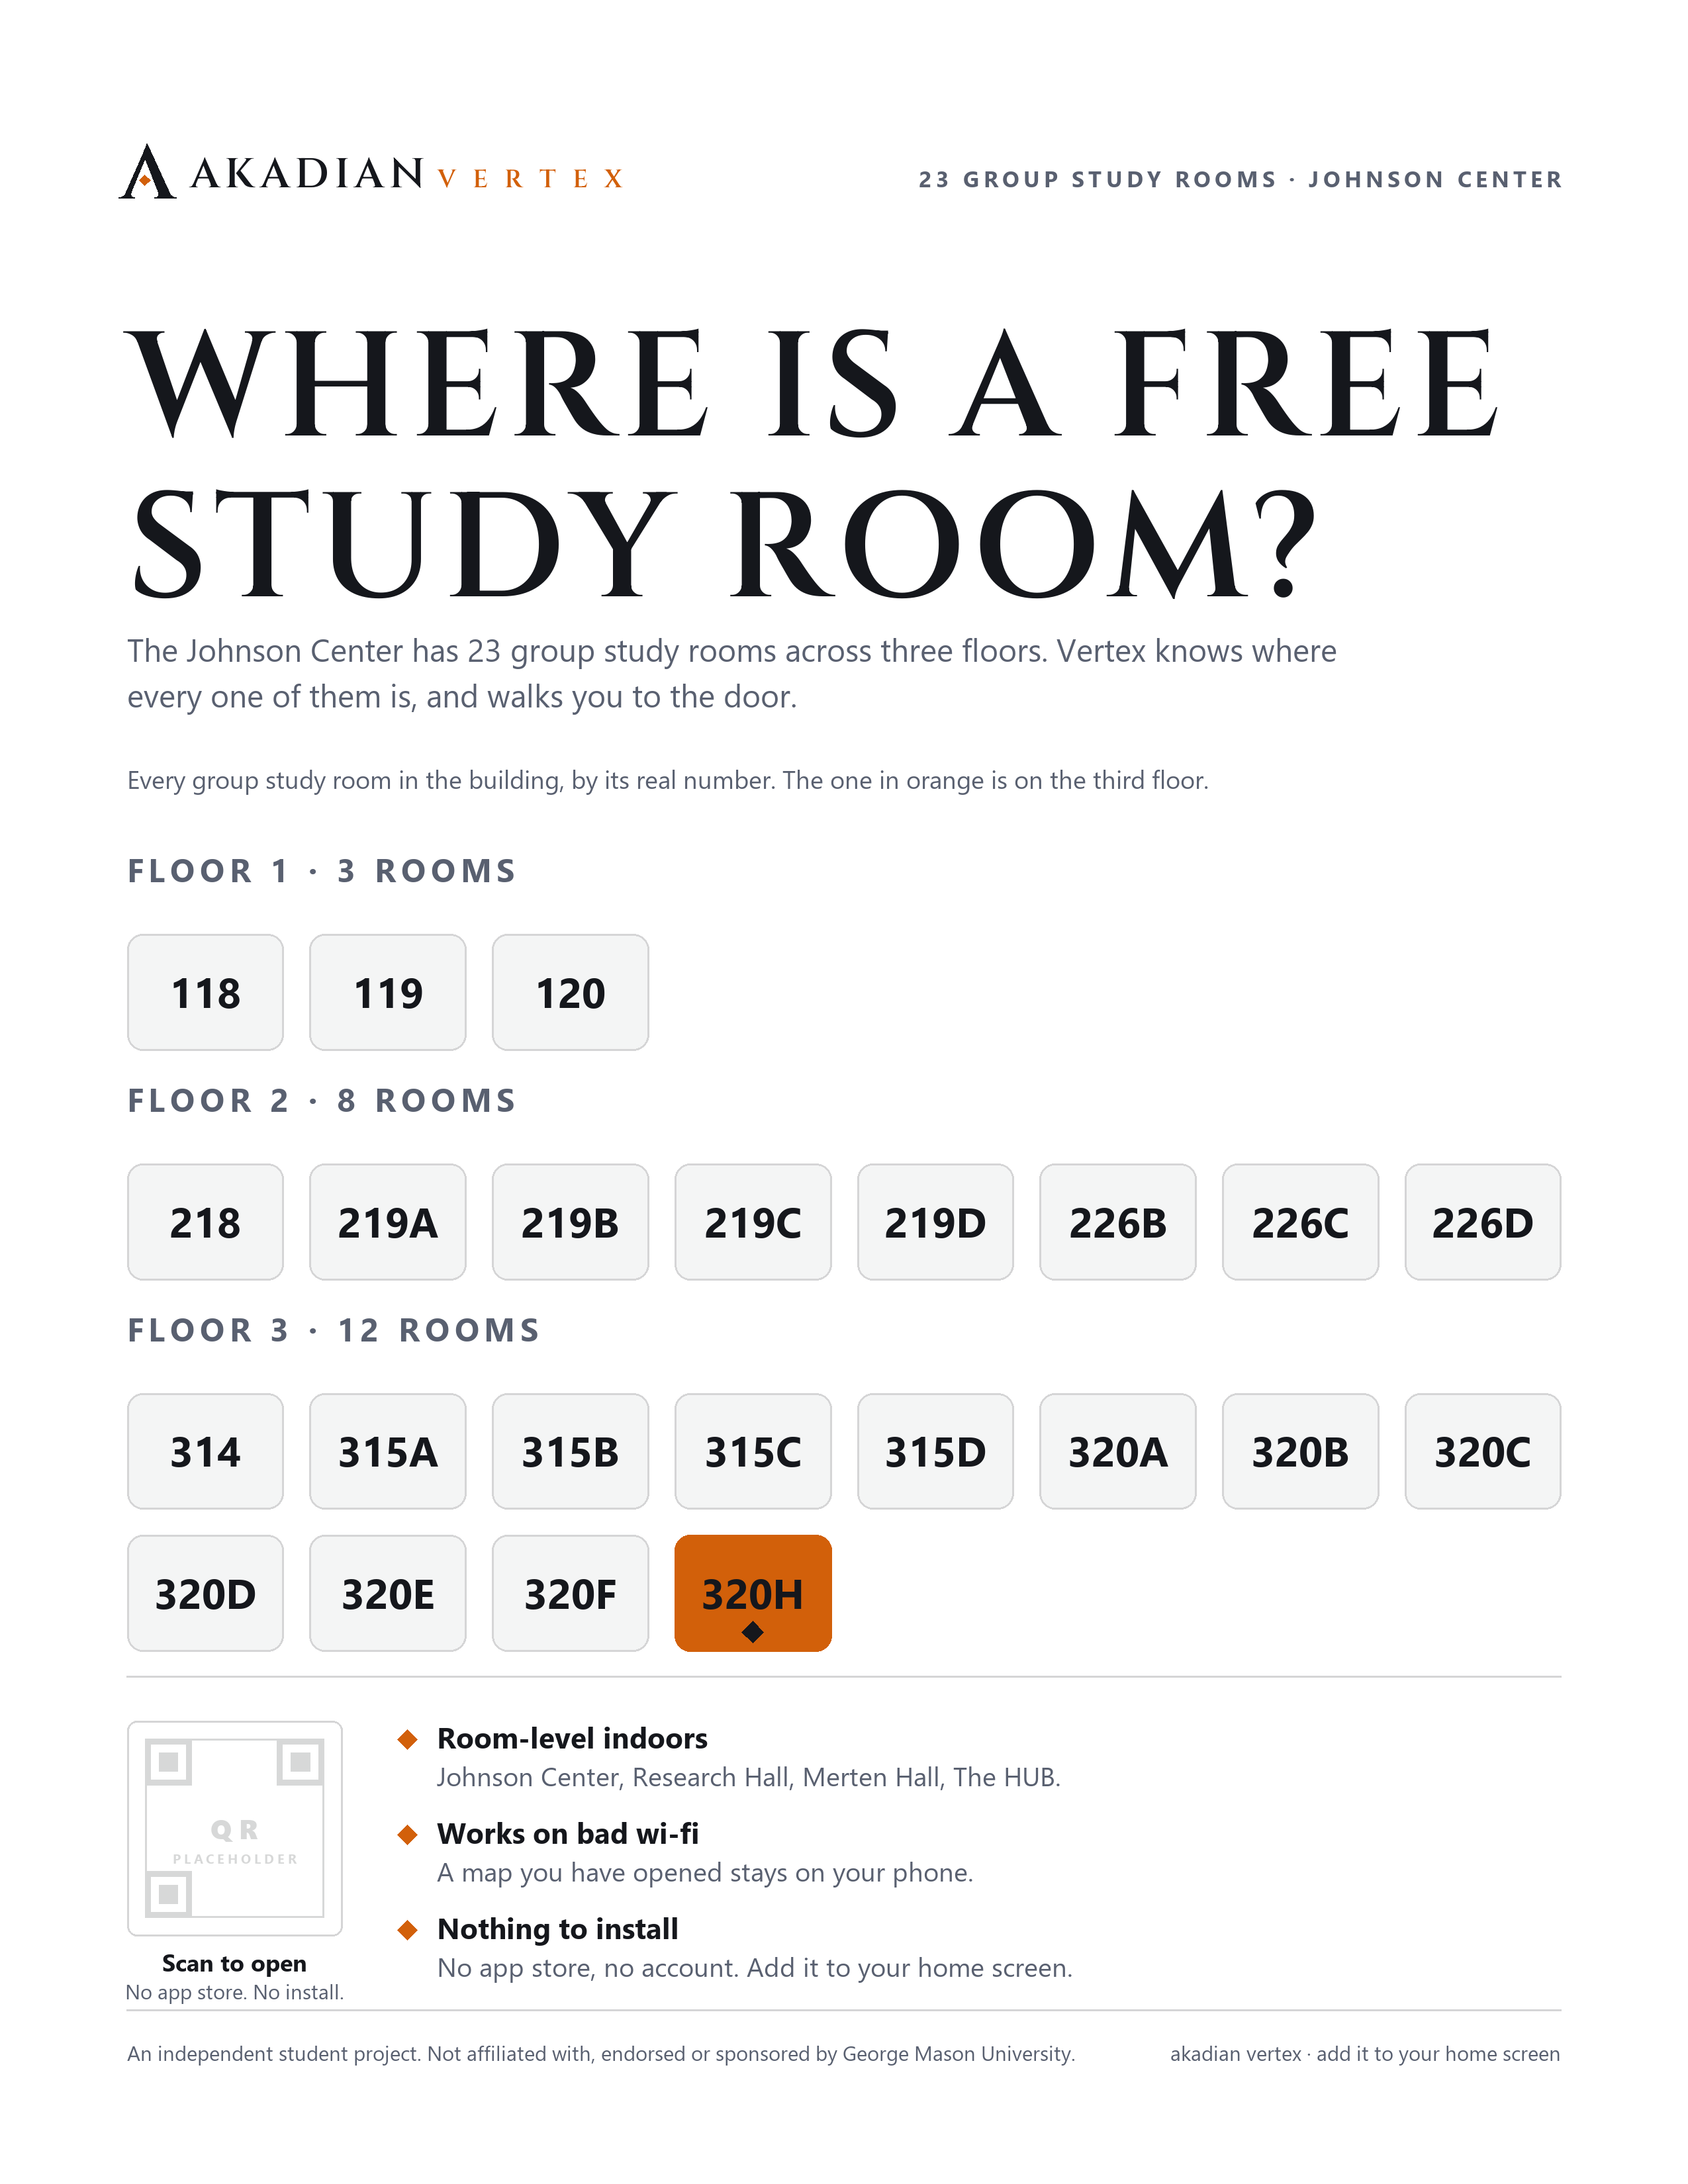 AKADIAN VERTEX
23 GROUP STUDY ROOMS · JOHNSON CENTER
WHERE IS A FREE
STUDY ROOM?
The Johnson Center has 23 group study rooms across three floors. Vertex knows where
every one of them is, and walks you to the door.
Every group study room in the building, by its real number. The one in orange is on the third floor.
FLOOR 1 · 3 ROOMS
118 119 120
FLOOR 2 · 8 ROOMS
218 219A 219B 219C 219D 226B 226C 226D
FLOOR 3 · 12 ROOMS
314 315A 315B 315C 315D 320A 320B 320C
320D 320E 320F 320H
QR
PLACEHOLDER
Scan to open
No app store. No install.
Room-level indoors
Johnson Center, Research Hall, Merten Hall, The HUB.
Works on bad wi-fi
A map you have opened stays on your phone.
Nothing to install
No app store, no account. Add it to your home screen.
An independent student project. Not affiliated with, endorsed or sponsored by George Mason University.
akadian vertex · add it to your home screen